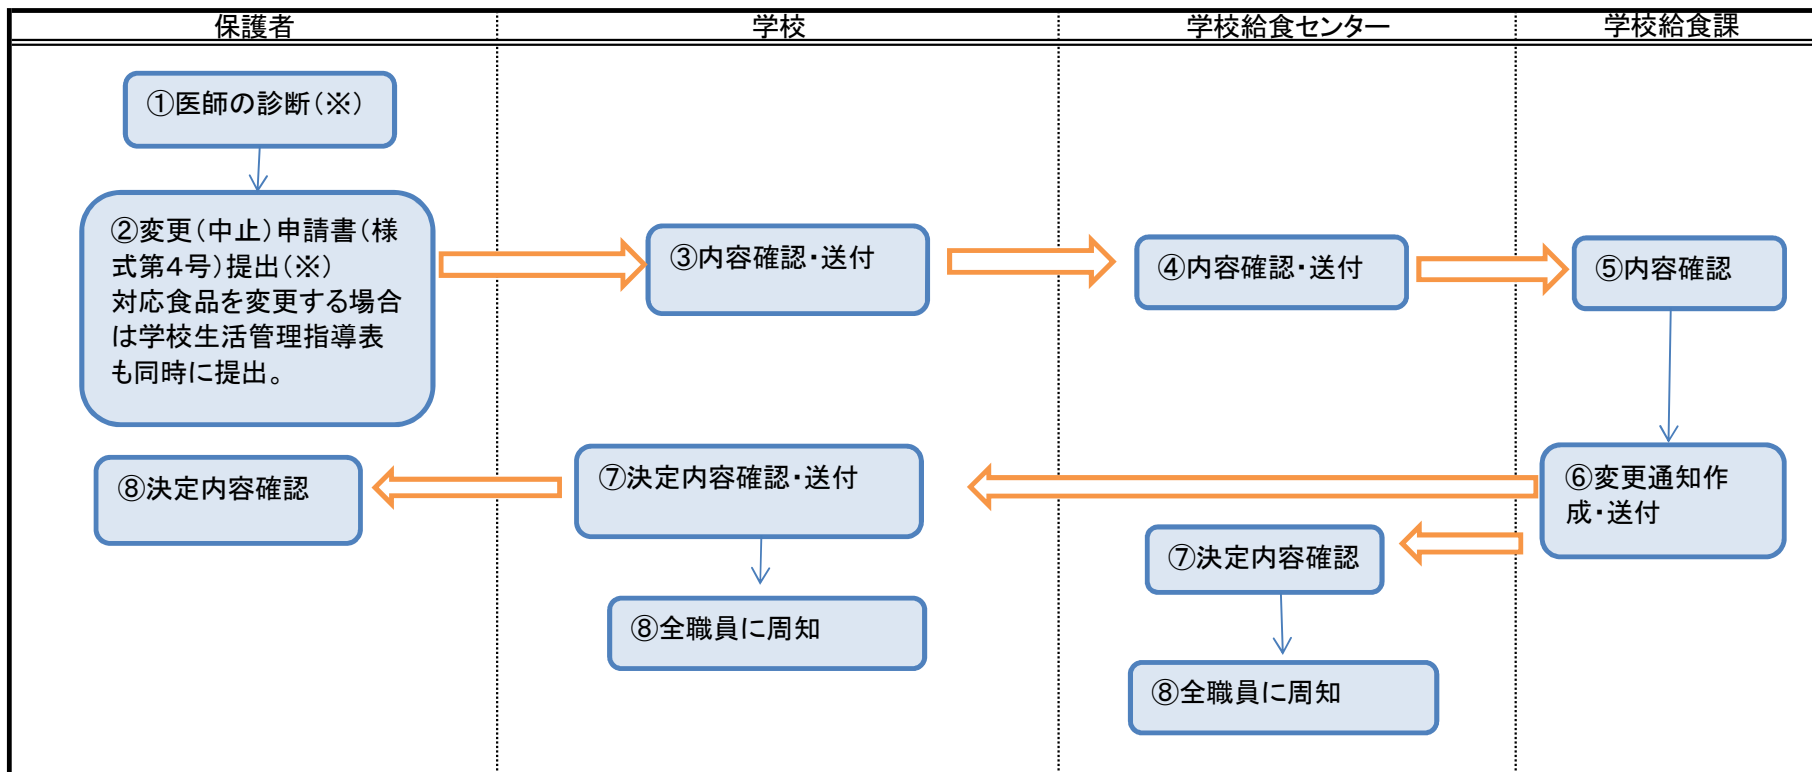 保護者
学校
学校給食センター
学校給食課
①医師の診断(※)
②変更(中止)申請書(様
式第4号)提出(※)
対応食品を変更する場合
は学校生活管理指導表
も同時に提出。
③内容確認・送付
④内容確認・送付
⑤内容確認
⑥変更通知作
成・送付
⑦決定内容確認・送付
⑧決定内容確認
⑦決定内容確認
⑧全職員に周知
⑧全職員に周知